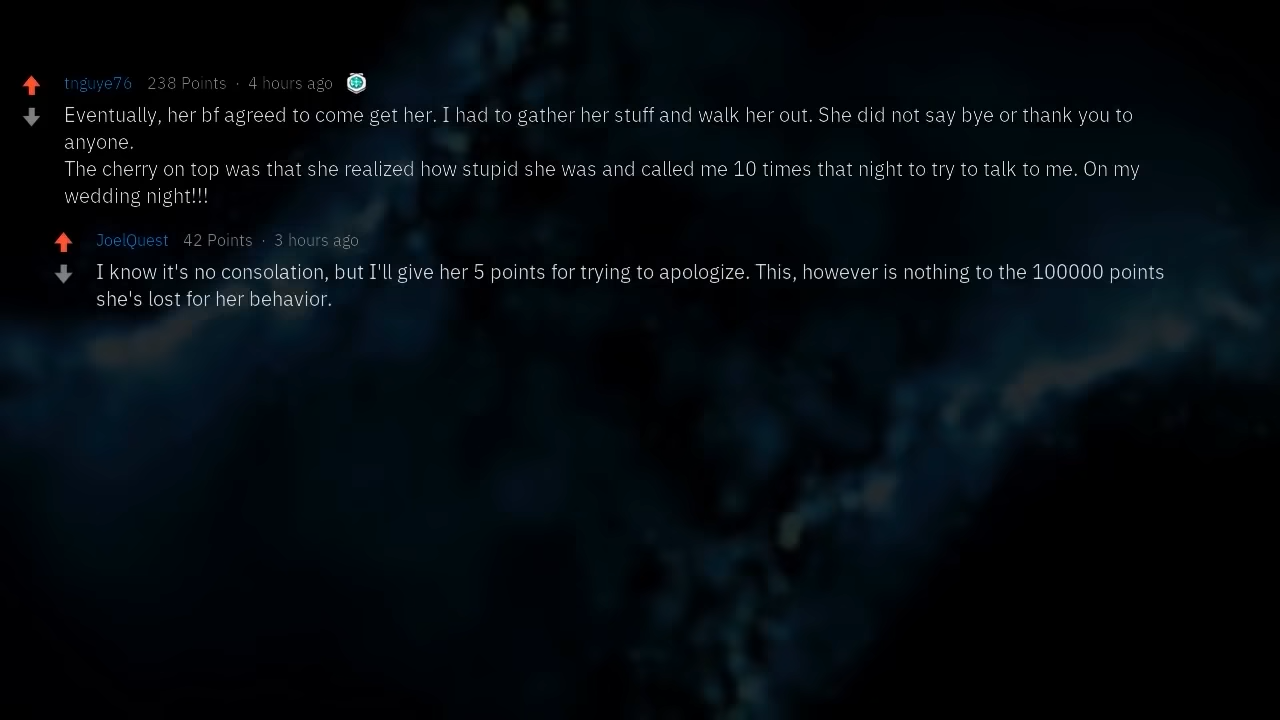 tnguye76 238 Points · 4 hours ago
Eventually, her bf agreed to come get her. I had to gather her stuff and walk her out. She did not say bye or thank you to
anyone.
The cherry on top was that she realized how stupid she was and called me 10 times that night to try to talk to me. On my
wedding night!!!
JoelQuest 42 Points · 3 hours ago
I know it's no consolation, but I'll give her 5 points for trying to apologize. This, however is nothing to the 100000 points
she's lost for her behavior.